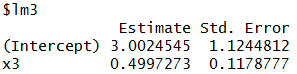 $lm3
Estimate Std. Error
(Intercept) 3.0024545 1.1244812
x3 0.4997273 0.1178777